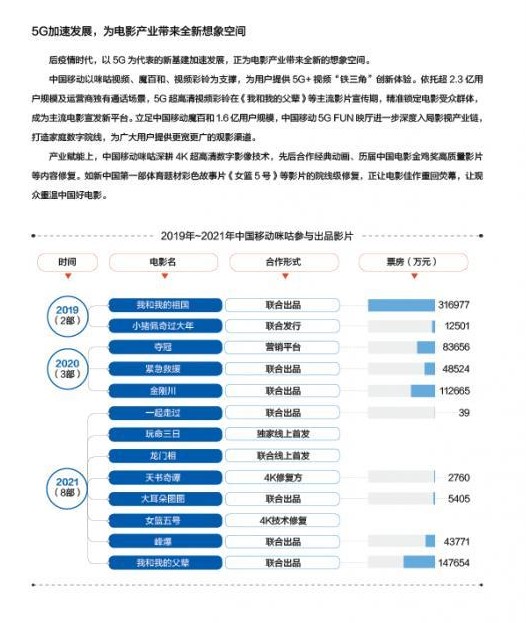 5G加速发展，为电影产业带来全新想象空间
后疫情时代，以 5G 为代表的新基建加速发展，正为电影产业带来全新的想象空间。
中国移动以咪咕视频、魔百和、视频彩铃为支撑，为用户提供 5G+ 视频“铁三角”创新体验。依托超 2.3 亿用
户规模及运营商独有通话场景，5G 超高清视频彩铃在《我和我的父辈》等主流影片宣传期，精准锁定电影受众群体，
成为主流电影宣发新平台。立足中国移动魔百和 1.6 亿用户规模，中国移动 5G FUN 映厅进一步深度入局影视产业链，
打造家庭数字院线，为广大用户提供更宽更广的观影渠道。
产业赋能上，中国移动咪咕深耕 4K 超高清数字影像技术，先后合作经典动画、历届中国电影金鸡奖高质量影片
等内容修复。如新中国第一部体育题材彩色故事片《女篮 5 号》等影片的院线级修复，正让电影佳作重回荧幕，让观
众重温中国好电影。
2019年~2021年中国移动咪咕参与出品影片
时间 电影名 合作形式 票房（万元）
2019
（2部）
我和我的祖国 联合出品 316977
小猪佩奇过大年 联合发行 12501
2020
（3部）
夺冠 营销平台 83656
紧急救援 联合出品 48524
金刚川 联合出品 112665
2021
（8部）
一起走过 联合出品 39
玩命三日 独家线上首发
龙门相 联合线上首发
天书奇谭 4K修复方 2760
大耳朵图图 联合出品 5405
女篮五号 4K技术修复
峰爆 联合出品 43771
我和我的父辈 联合出品 147654